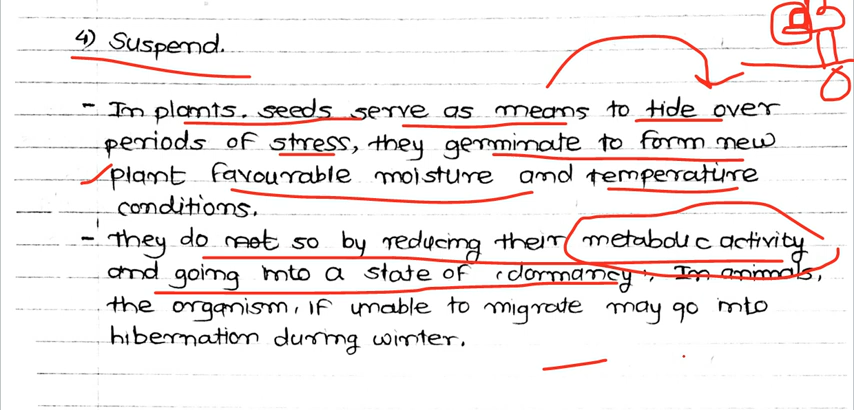 4) Suspend.
- In plants. seeds serve as means to tide over
periods of stress, they germinate to form new
plant favourable moisture and temperature
conditions.
- they do not so by reducing their metabolic activity
and going into a state of 'dormancy'. In animals,
the organism, if unable to migrate may go into
hibernation during winter.